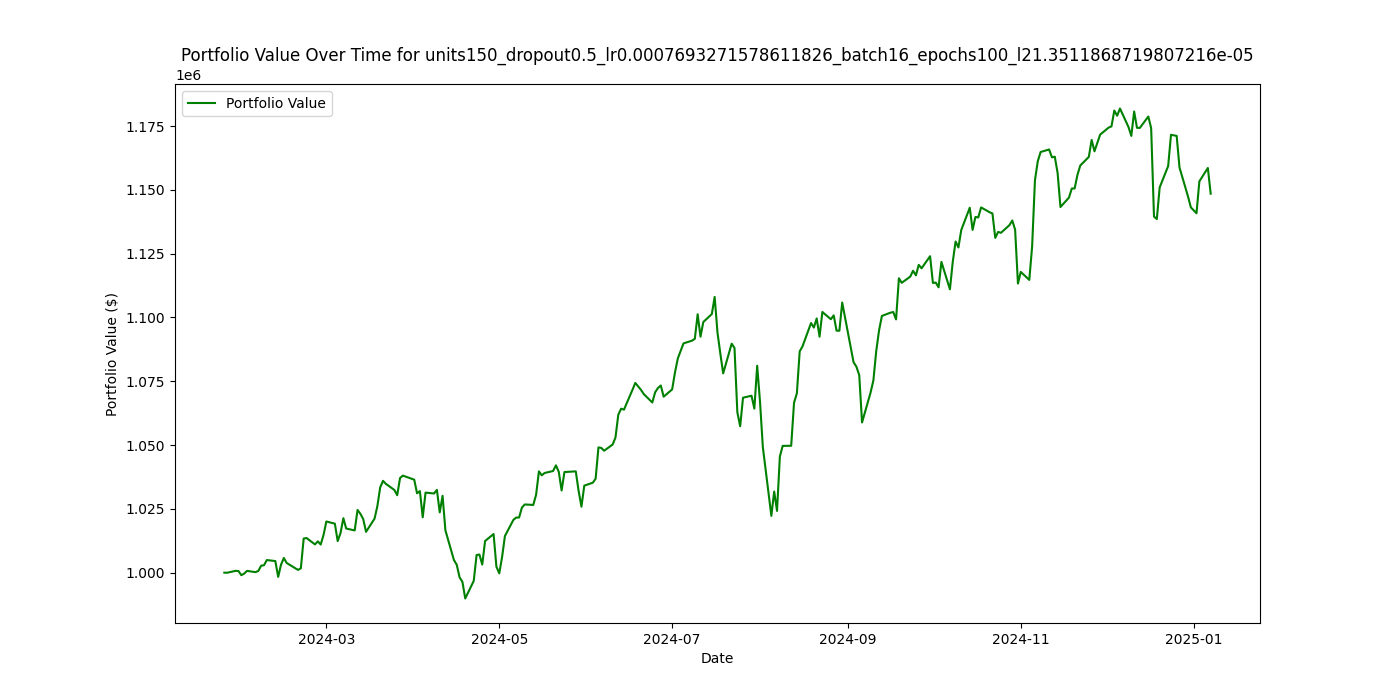 Portfolio Value Over Time for units150_dropout0.5_lr0.0007693271578611826_batch16_epochs100_l21.3511868719807216e-05
1e6
Portfolio Value
1.175
1.150
1.125
1.100
1.075
1.050
1.025
1.000
Portfolio Value ($)
2024-03
2024-05
2024-07
2024-09
2024-11
2025-01
Date